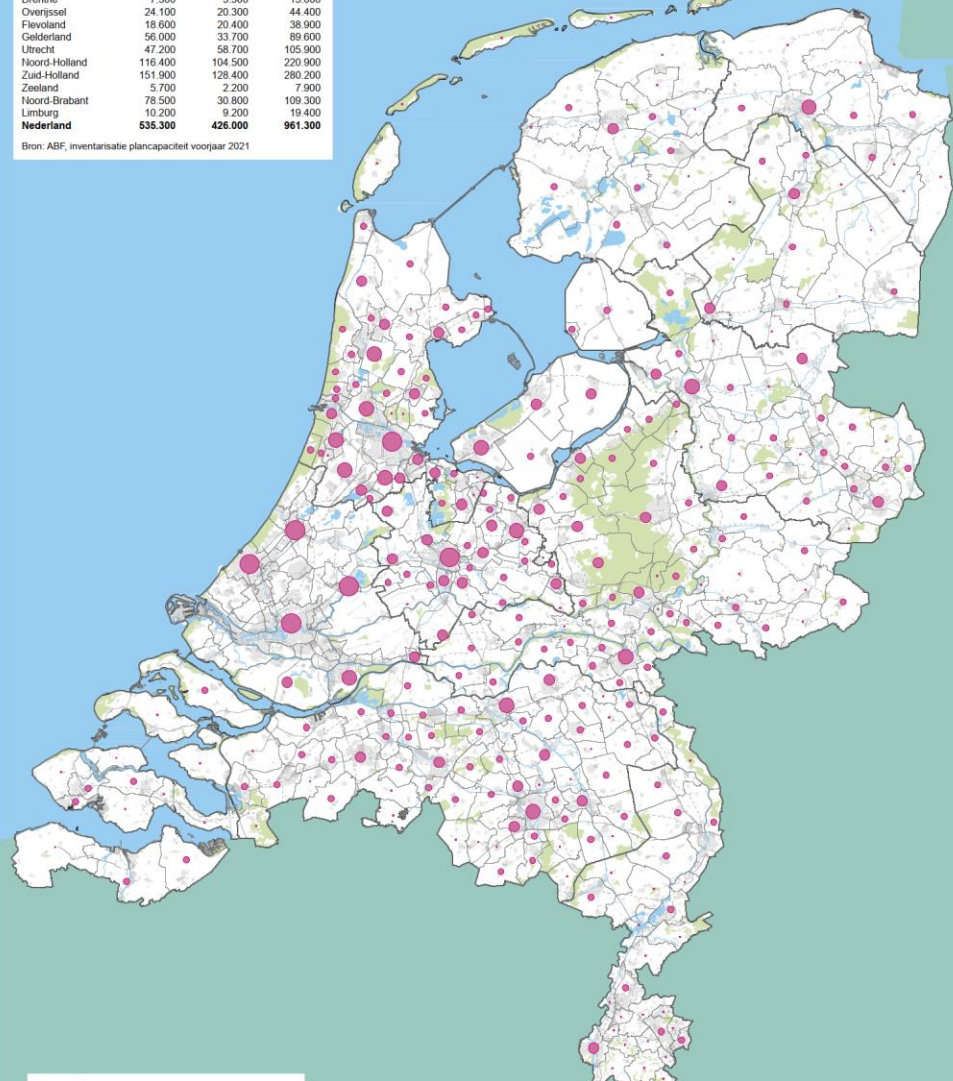 Overijssel 24.100 20.300 44.400
Flevoland 18.600 20.400 38.900
Gelderland 56.000 33.700 89.600
Utrecht 47.200 58.700 105.900
Noord-Holland 116.400 104.500 220.900
Zuid-Holland 151.900 128.400 280.200
Zeeland 5.700 2.200 7.900
Noord-Brabant 78.500 30.800 109.300
Limburg 10.200 9.200 19.400
Nederland 535.300 426.000 961.300
Bron: ABF, inventarisatie plancapaciteit voorjaar 2021